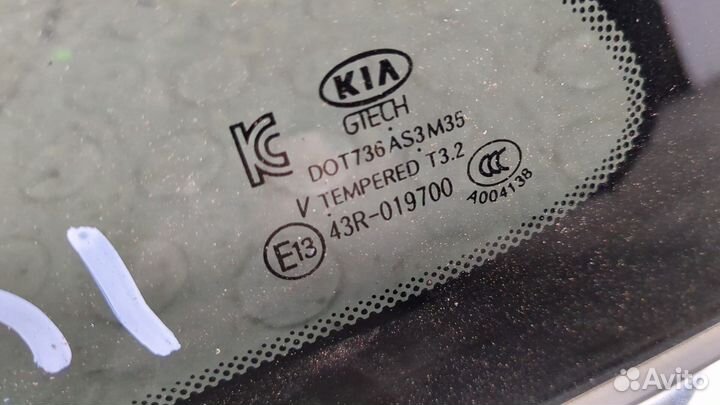 KIA
GTECH
KC
DOT736 AS3 M35
V TEMPERED T3.2
CCC
43R-019700
A004138
E13
Avito